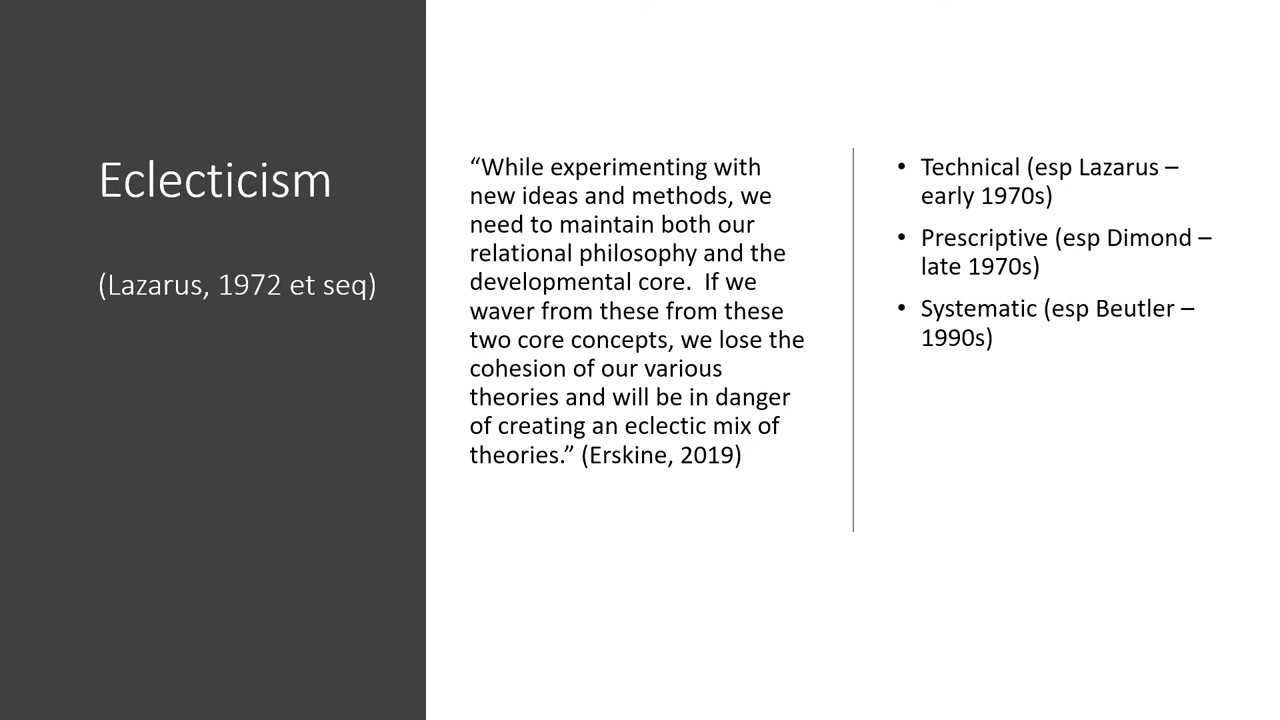 Eclecticism
(Lazarus, 1972 et seq)
“While experimenting with
new ideas and methods, we
need to maintain both our
relational philosophy and the
developmental core.  If we
waver from these from these
two core concepts, we lose the
cohesion of our various
theories and will be in danger
of creating an eclectic mix of
theories.” (Erskine, 2019)
• Technical (esp Lazarus –
early 1970s)
• Prescriptive (esp Dimond –
late 1970s)
• Systematic (esp Beutler –
1990s)